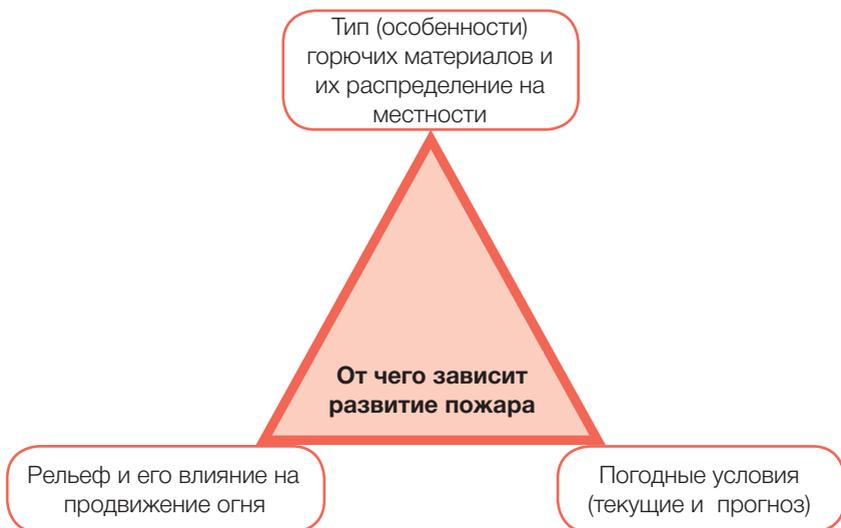 Тип (особенности)
горючих материалов и
их распределение на
местности
От чего зависит
развитие пожара
Рельеф и его влияние на
продвижение огня
Погодные условия
(текущие и прогноз)